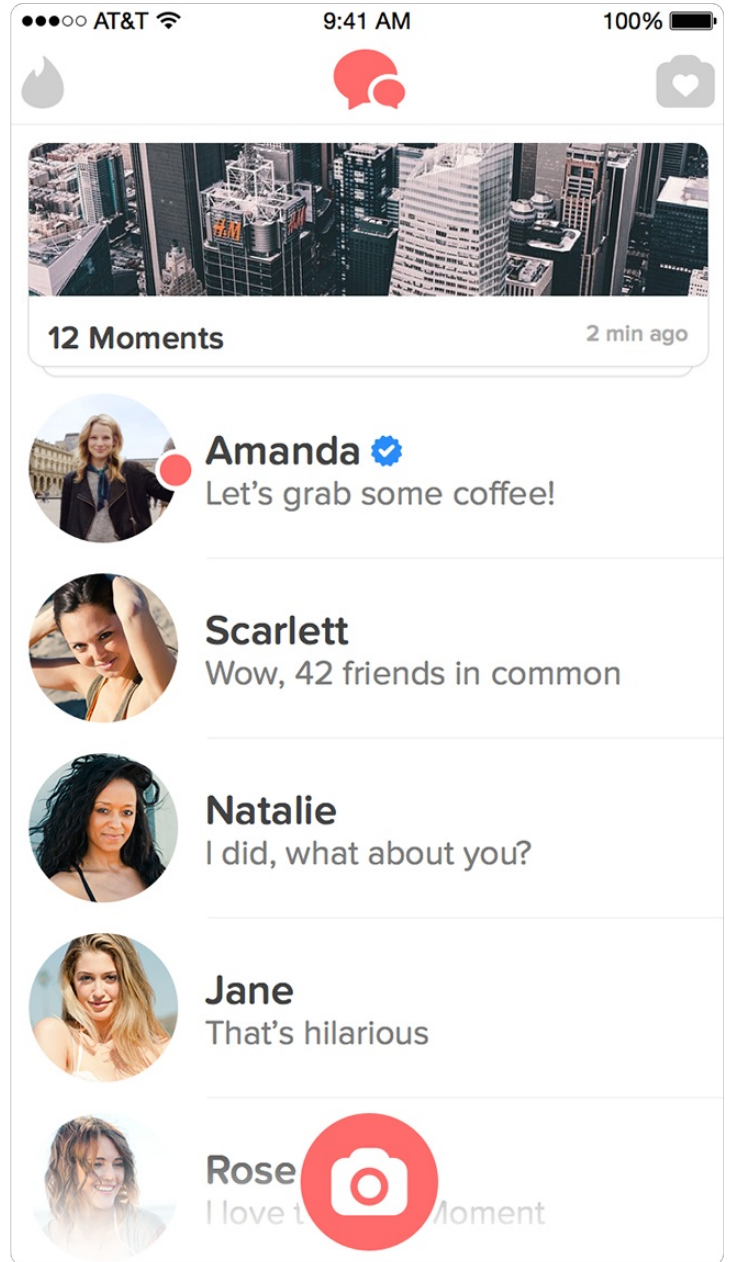 AT&T 9:41 AM 100%
H&M
12 Moments 2 min ago
Amanda
Let's grab some coffee!
Scarlett
Wow, 42 friends in common
Natalie
I did, what about you?
Jane
That's hilarious
Rose
I love Moment